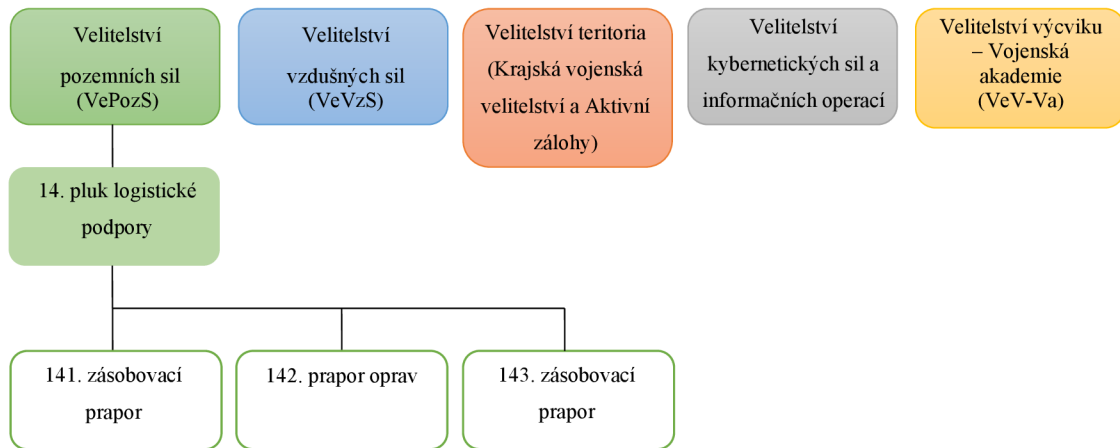 Velitelství
pozemních sil
(VePozS)
Velitelství
vzdušných sil
(VeVzS)
Velitelství teritoria
(Krajská vojenská
velitelství a Aktivní
zálohy)
Velitelství
kybernetických sil a
informačních operací
Velitelství výcviku
– Vojenská
akademie
(VeV-Va)
14. pluk logistické
podpory
141. zásobovací
prapor
142. prapor oprav
143. zásobovací
prapor